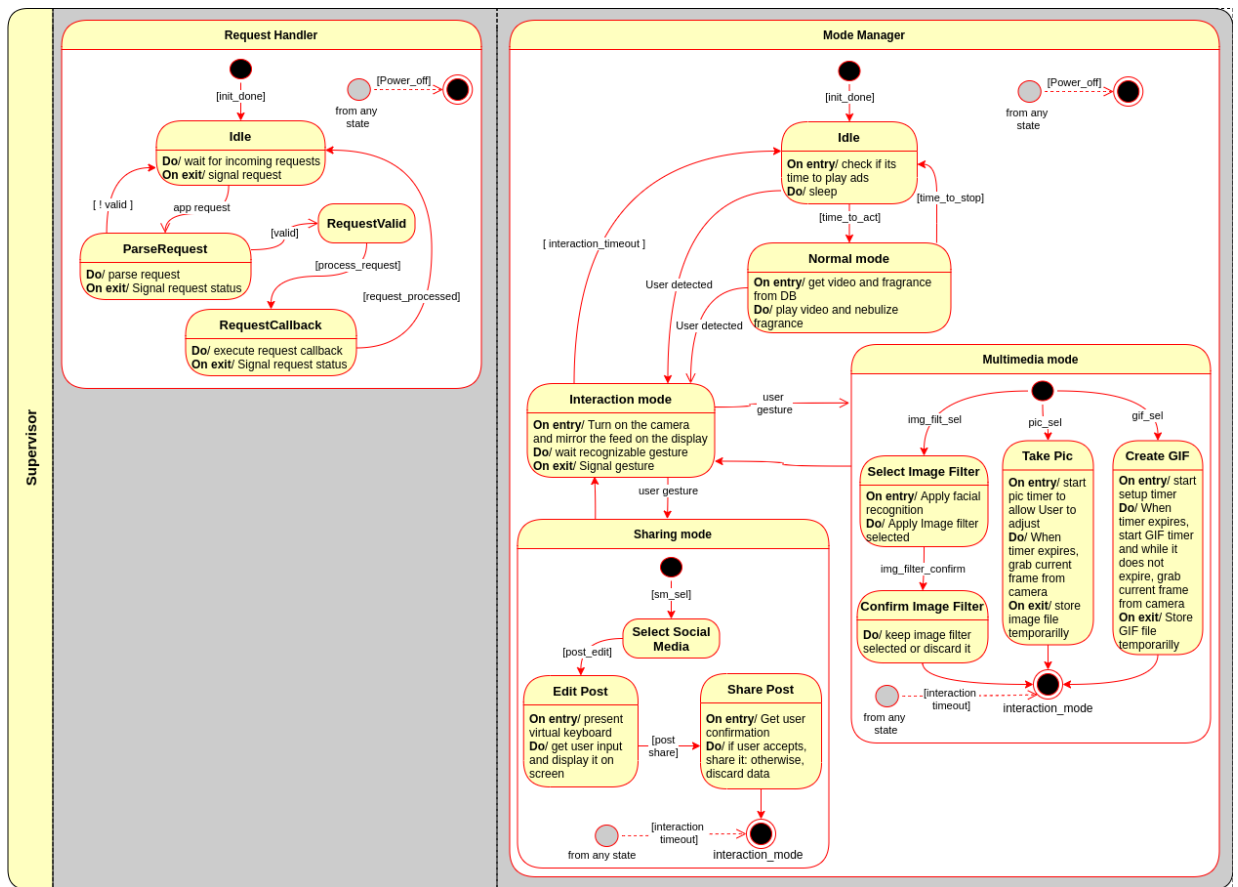 Supervisor
Request Handler
[init_done]
[Power_off]
from any
state
Idle
Do/ wait for incoming requests
On exit/ signal request
[ ! valid ]
app request
[valid]
RequestValid
ParseRequest
Do/ parse request
On exit/ Signal request status
[process_request]
[request_processed]
RequestCallback
Do/ execute request callback
On exit/ Signal request status
Mode Manager
[init_done]
[Power_off]
from any
state
Idle
On entry/ check if its
time to play ads
Do/ sleep
[time_to_act]
[time_to_stop]
[ interaction_timeout ]
User detected
Normal mode
On entry/ get video and fragrance
from DB
Do/ play video and nebulize
fragrance
User detected
Interaction mode
On entry/ Turn on the camera
and mirror the feed on the display
Do/ wait recognizable gesture
On exit/ Signal gesture
user
gesture
user gesture
Multimedia mode
img_filt_sel
pic_sel
gif_sel
Select Image Filter
On entry/ Apply facial
recognition
Do/ Apply Image filter
selected
img_filter_confirm
Confirm Image Filter
Do/ keep image filter
selected or discard it
Take Pic
On entry/ start
pic timer to
allow User to
adjust
Do/ When
timer expires,
grab current
frame from
camera
On exit/ store
image file
temporarilly
Create GIF
On entry/ start
setup timer
Do/ When
timer expires,
start GIF timer
and while it
does not
expire, grab
current frame
from camera
On exit/ Store
GIF file
temporarilly
[interaction
timeout]
from any
state
interaction_mode
Sharing mode
[sm_sel]
Select Social
Media
[post_edit]
Edit Post
On entry/ present
virtual keyboard
Do/ get user input
and display it on
screen
[post
share]
Share Post
On entry/ Get user
confirmation
Do/ if user accepts,
share it: otherwise,
discard data
[interaction
timeout]
from any state
interaction_mode